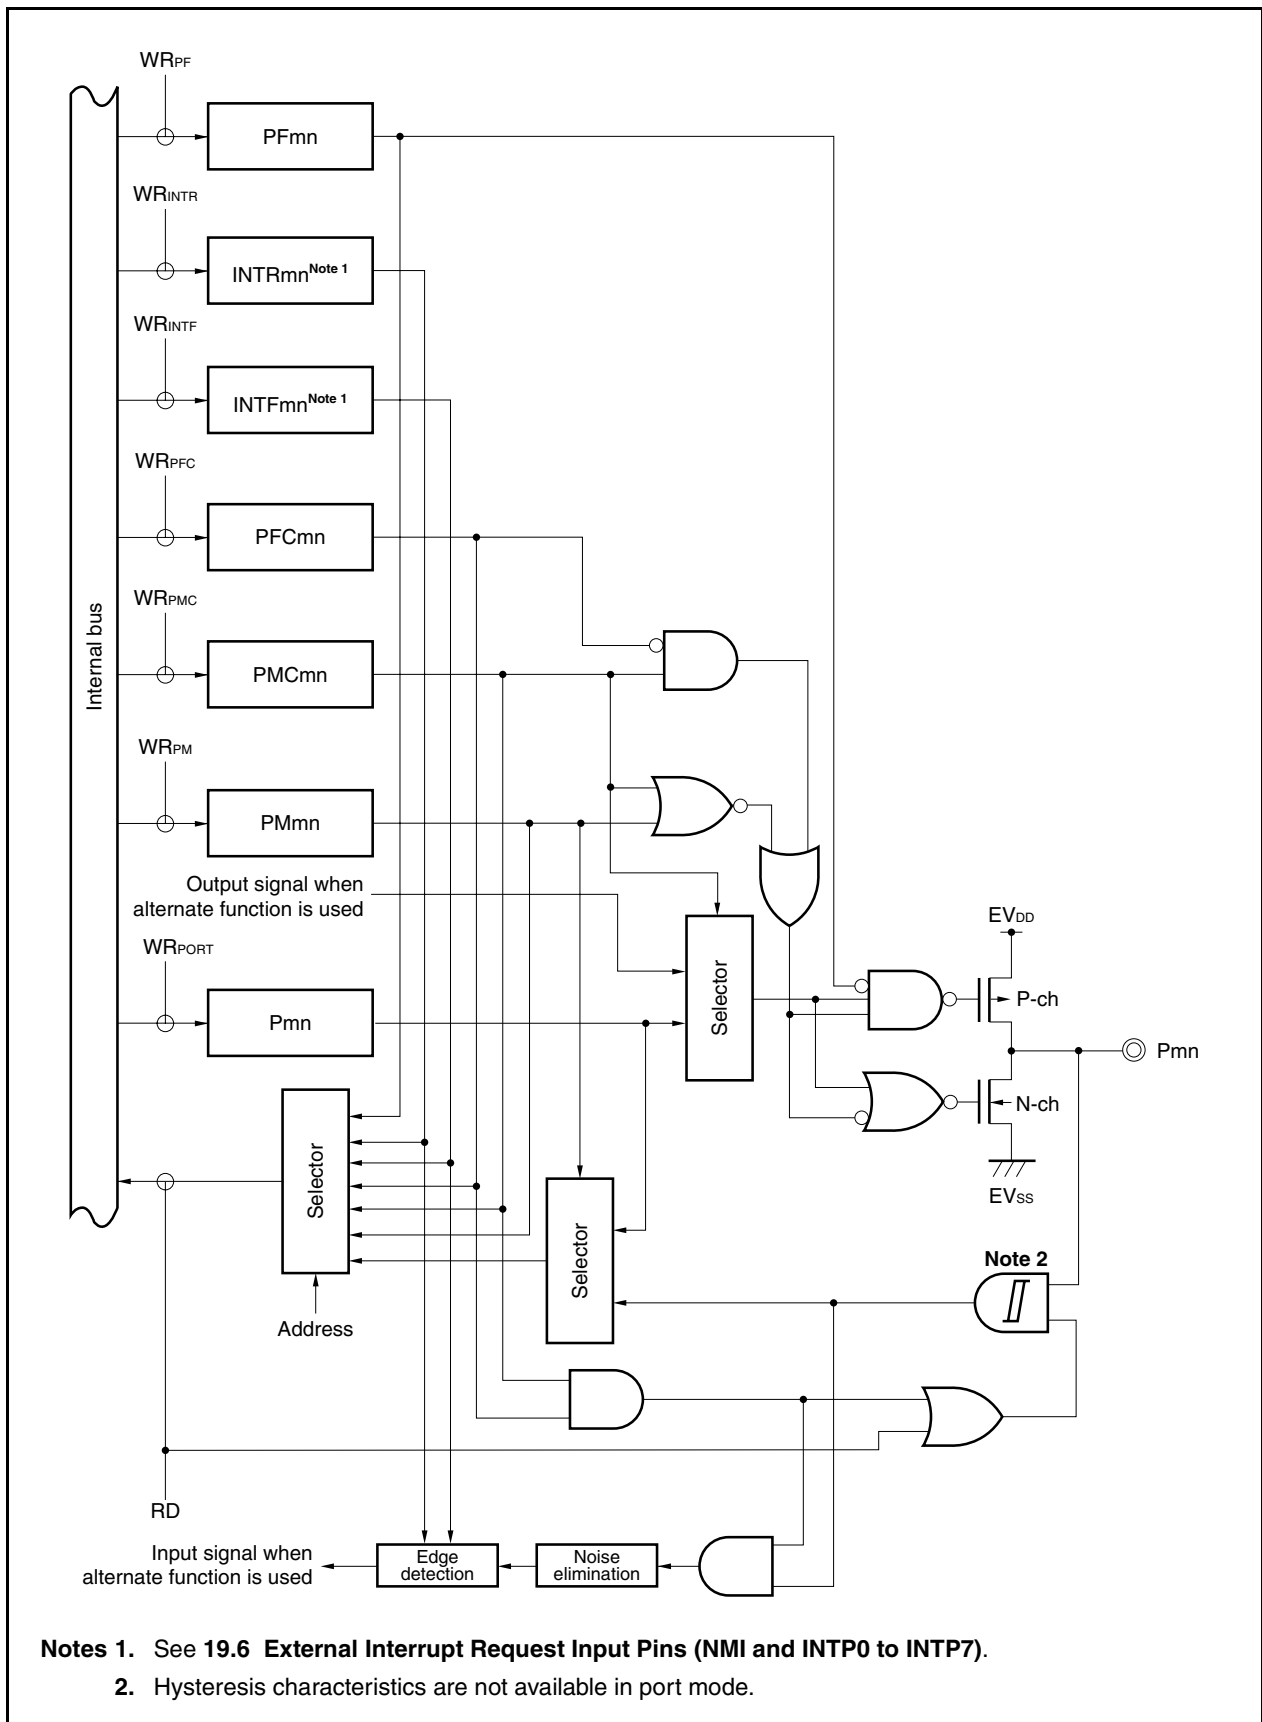 WRPF
PFmn
WRINTR
INTRmnNote 1
WRINTF
INTFmnNote 1
WRPFC
PFCmn
WRPMC
Internal bus
PMCmn
WRPM
PMmn
Output signal when
alternate function is used
WRPORT
Pmn
Selector
EVDD
P-ch
Pmn
N-ch
EVSS
Selector
Selector
Note 2
Address
RD
Input signal when
alternate function is used
Edge
detection
Noise
elimination
Notes 1. See 19.6 External Interrupt Request Input Pins (NMI and INTP0 to INTP7).
2. Hysteresis characteristics are not available in port mode.